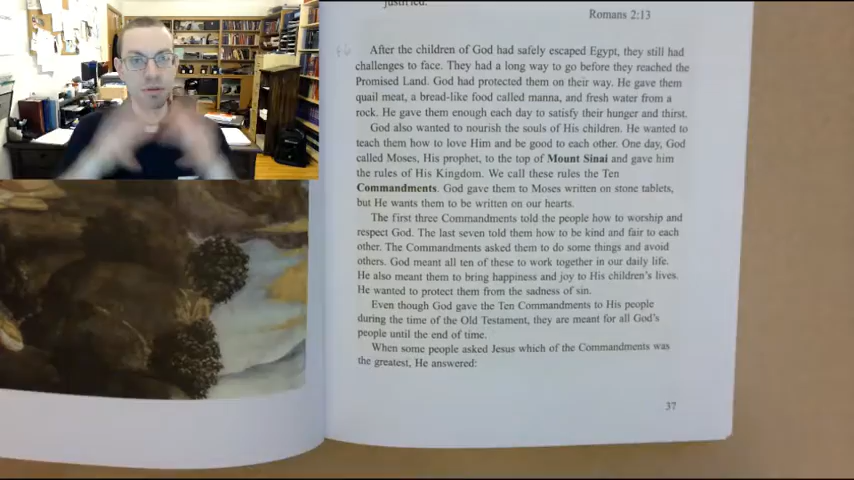 justified.
Romans 2:13
After the children of God had safely escaped Egypt, they still had
challenges to face. They had a long way to go before they reached the
Promised Land. God had protected them on their way. He gave them
quail meat, a bread-like food called manna, and fresh water from a
rock. He gave them enough each day to satisfy their hunger and thirst.
God also wanted to nourish the souls of His children. He wanted to
teach them how to love Him and be good to each other. One day, God
called Moses, His prophet, to the top of Mount Sinai and gave him
the rules of His Kingdom. We call these rules the Ten
Commandments. God gave them to Moses written on stone tablets,
but He wants them to be written on our hearts.
The first three Commandments told the people how to worship and
respect God. The last seven told them how to be kind and fair to each
other. The Commandments asked them to do some things and avoid
others. God meant all ten of these to work together in our daily life.
He also meant them to bring happiness and joy to His children's lives.
He wanted to protect them from the sadness of sin.
Even though God gave the Ten Commandments to His people
during the time of the Old Testament, they are meant for all God's
people until the end of time.
When some people asked Jesus which of the Commandments was
the greatest, He answered:
37